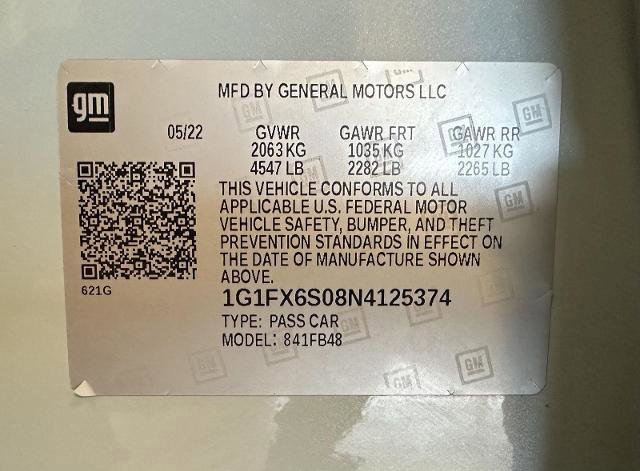 gm
MFD BY GENERAL MOTORS LLC
05/22 GVWR GAWR FRT GAWR RR
2063 KG 1035 KG 1027 KG
4547 LB 2282 LB 2265 LB
THIS VEHICLE CONFORMS TO ALL
APPLICABLE U.S. FEDERAL MOTOR
VEHICLE SAFETY, BUMPER, AND THEFT
PREVENTION STANDARDS IN EFFECT ON
THE DATE OF MANUFACTURE SHOWN
ABOVE.
621G
1G1FX6S08N4125374
TYPE: PASS CAR
MODEL: 841FB48